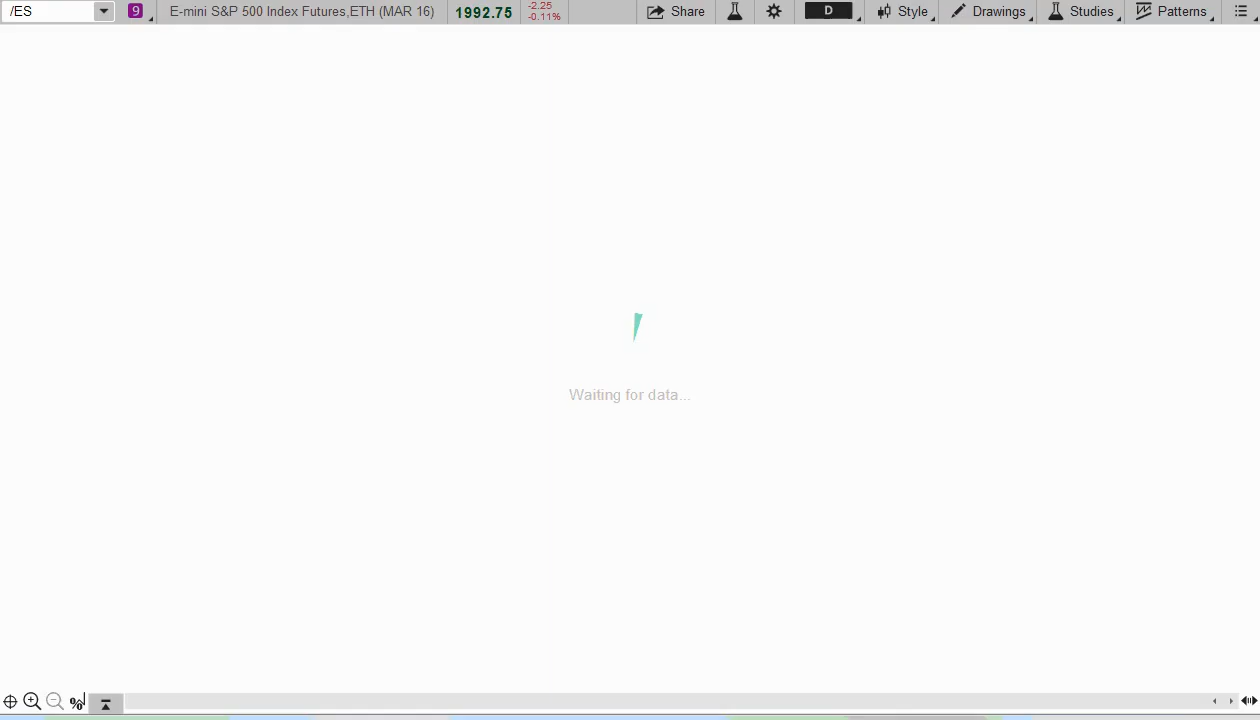 /ES 9 E-mini S&P 500 Index Futures,ETH (MAR 16) 1992.75 -2.25 Share D Style Drawings Studies Patterns
-0.11%
Waiting for data...
%